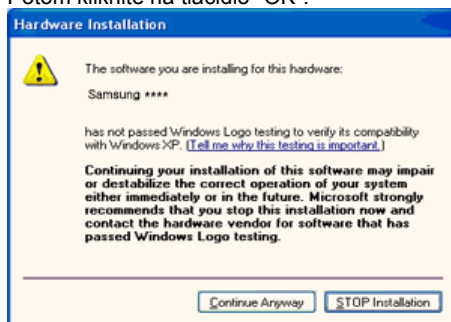 Potom kliknite na tlačidlo "OK".
Hardware Installation
The software you are installing for this hardware:
Samsung ****
has not passed Windows Logo testing to verify its compatibility
with Windows XP. (Tell me why this testing is important.)
Continuing your installation of this software may impair
or destabilize the correct operation of your system
either immediately or in the future. Microsoft strongly
recommends that you stop this installation now and
contact the hardware vendor for software that has
passed Windows Logo testing.
Continue Anyway
STOP Installation